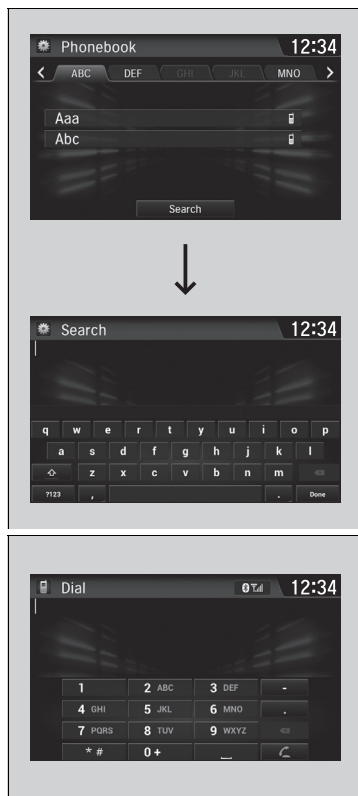 Phonebook 12:34
ABC DEF GHI JKL MNO
Aaa
Abc
Search
Search 12:34
q w e r t y u i o p
a s d f g h j k l
z x c v b n m
?123 , . Done
Dial 12:34
1 2 ABC 3 DEF -
4 GHI 5 JKL 6 MNO .
7 PQRS 8 TUV 9 WXYZ
* # 0 +